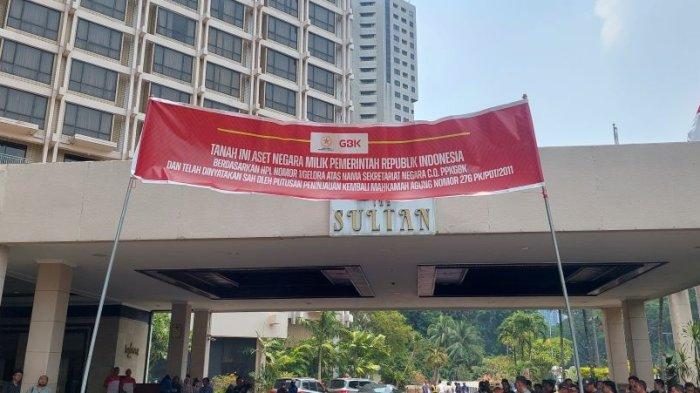 GBK
TANAH INI ASET NEGARA MILIK PEMERINTAH REPUBLIK INDONESIA
BERDASARKAN HPL NOMOR 1/GELORA ATAS NAMA SEKRETARIAT NEGARA C.Q. PPKGBK
DAN TELAH DINYATAKAN SAH OLEH PUTUSAN PENINJAUAN KEMBALI MAHKAMAH AGUNG NOMOR 276 PK/PDT/2011
THE
SULTAN